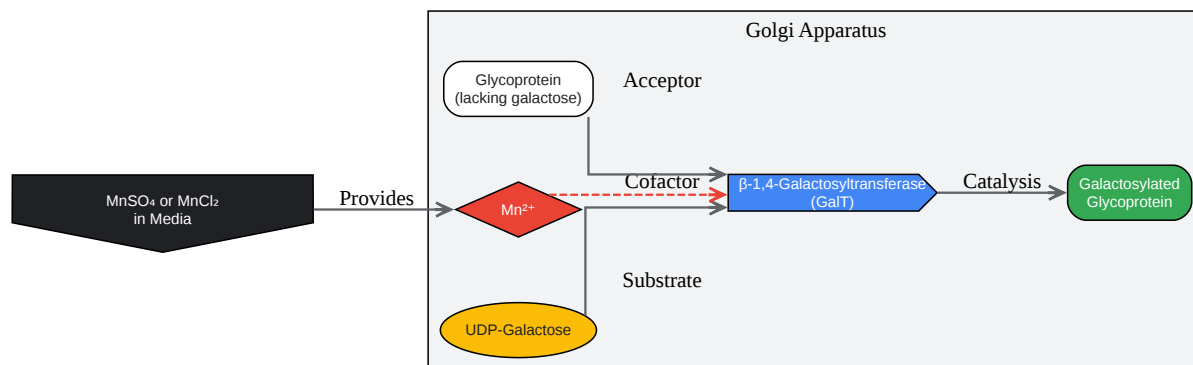 Golgi Apparatus
Glycoprotein
(lacking galactose)
Acceptor
MnSO₄ or MnCl₂
in Media
Provides
Mn²⁺
Cofactor
β-1,4-Galactosyltransferase
(GalT)
Catalysis
Galactosylated
Glycoprotein
Substrate
UDP-Galactose